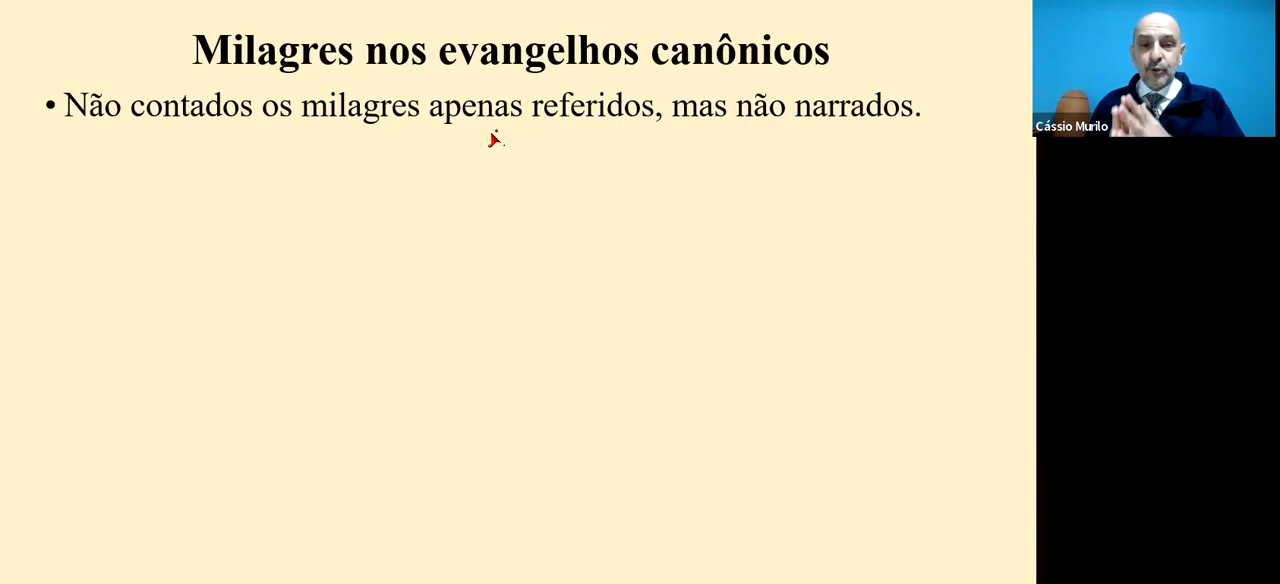 Milagres nos evangelhos canônicos
• Não contados os milagres apenas referidos, mas não narrados.
Cássio Murilo